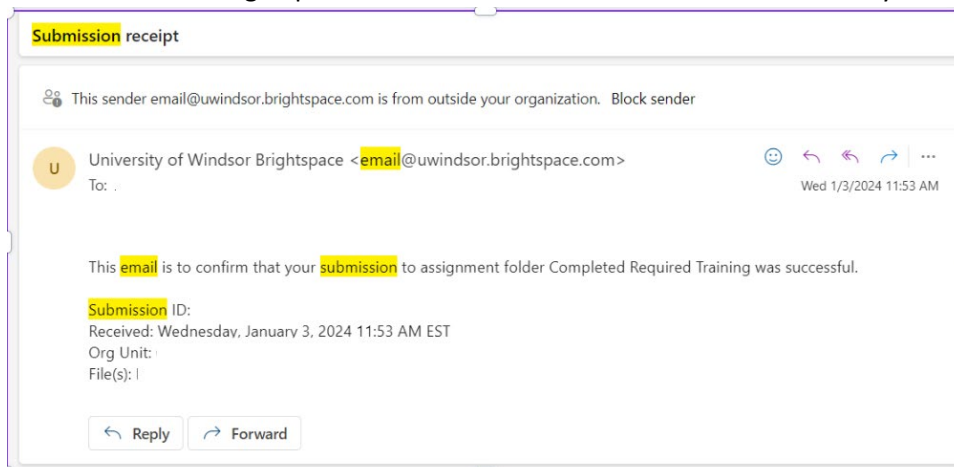 Submission receipt
This sender email@uwindsor.brightspace.com is from outside your organization. Block sender
U
University of Windsor Brightspace <email@uwindsor.brightspace.com>
To:
Wed 1/3/2024 11:53 AM
This email is to confirm that your submission to assignment folder Completed Required Training was successful.
Submission ID:
Received: Wednesday, January 3, 2024 11:53 AM EST
Org Unit:
File(s):
Reply Forward